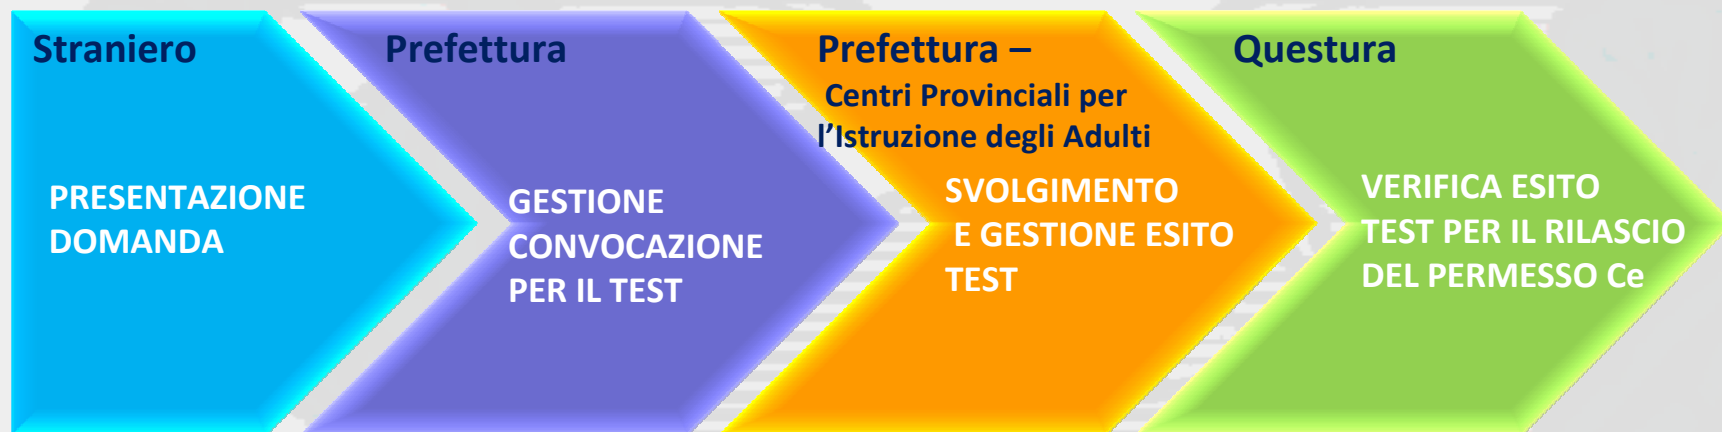 Straniero
PRESENTAZIONE
DOMANDA
Prefettura
GESTIONE
CONVOCAZIONE
PER IL TEST
Prefettura –
Centri Provinciali per
l’Istruzione degli Adulti
SVOLGIMENTO
E GESTIONE ESITO
TEST
Questura
VERIFICA ESITO
TEST PER IL RILASCIO
DEL PERMESSO Ce